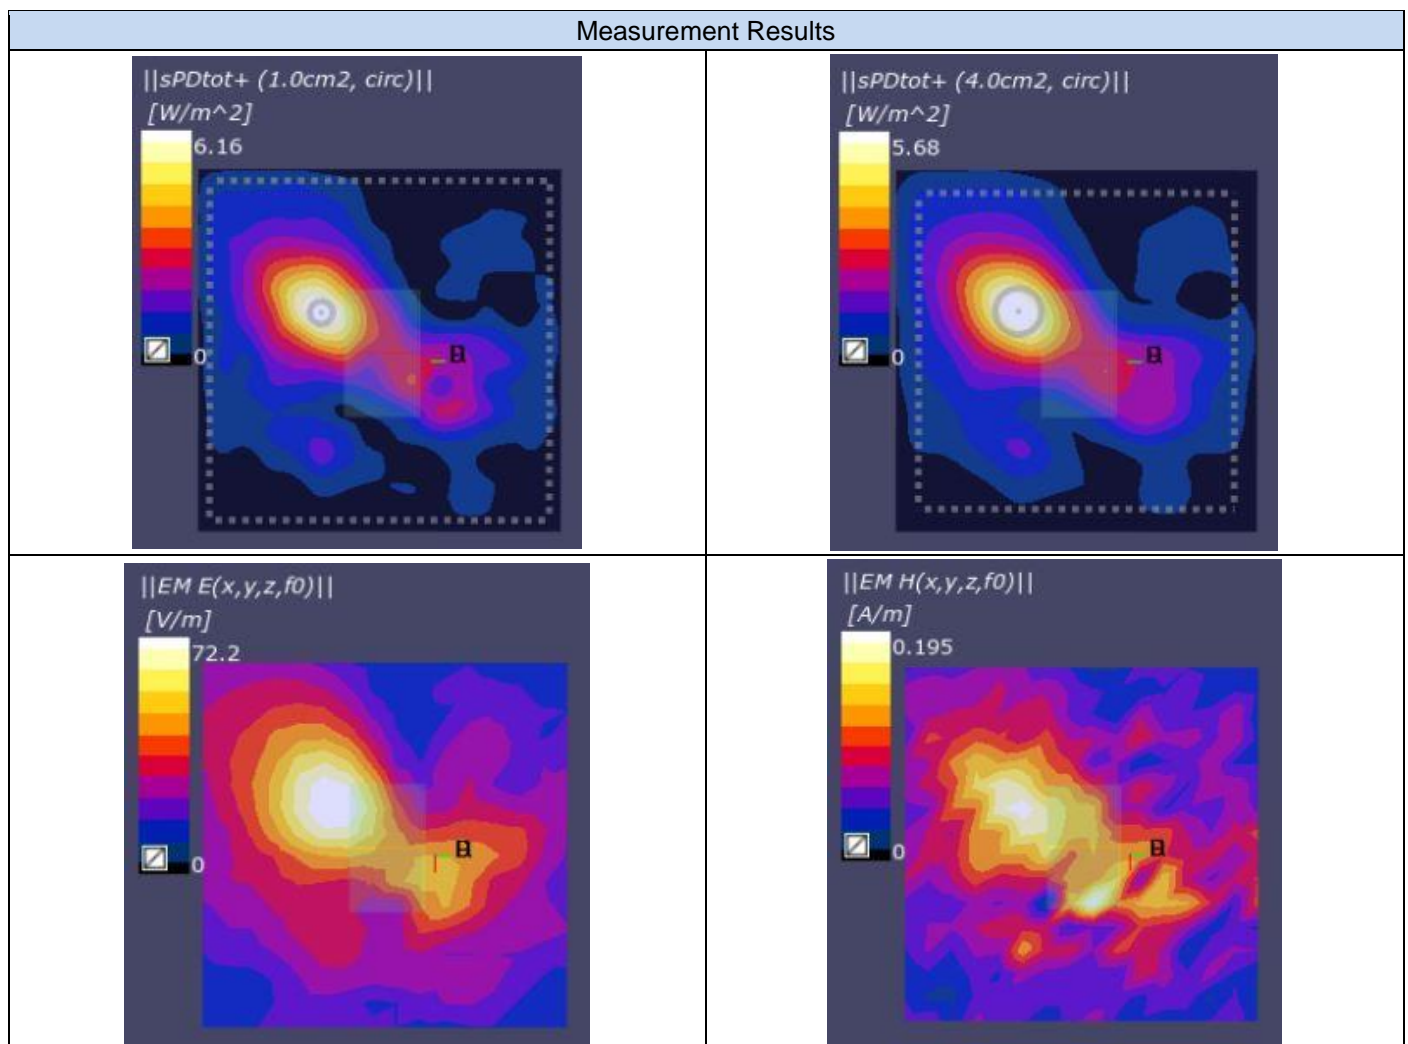 Measurement Results
||sPDtot+ (1.0cm2, circ)||
[W/m^2]
6.16
0
||sPDtot+ (4.0cm2, circ)||
[W/m^2]
5.68
0
||EM E(x,y,z,f0)||
[V/m]
72.2
0
||EM H(x,y,z,f0)||
[A/m]
0.195
0